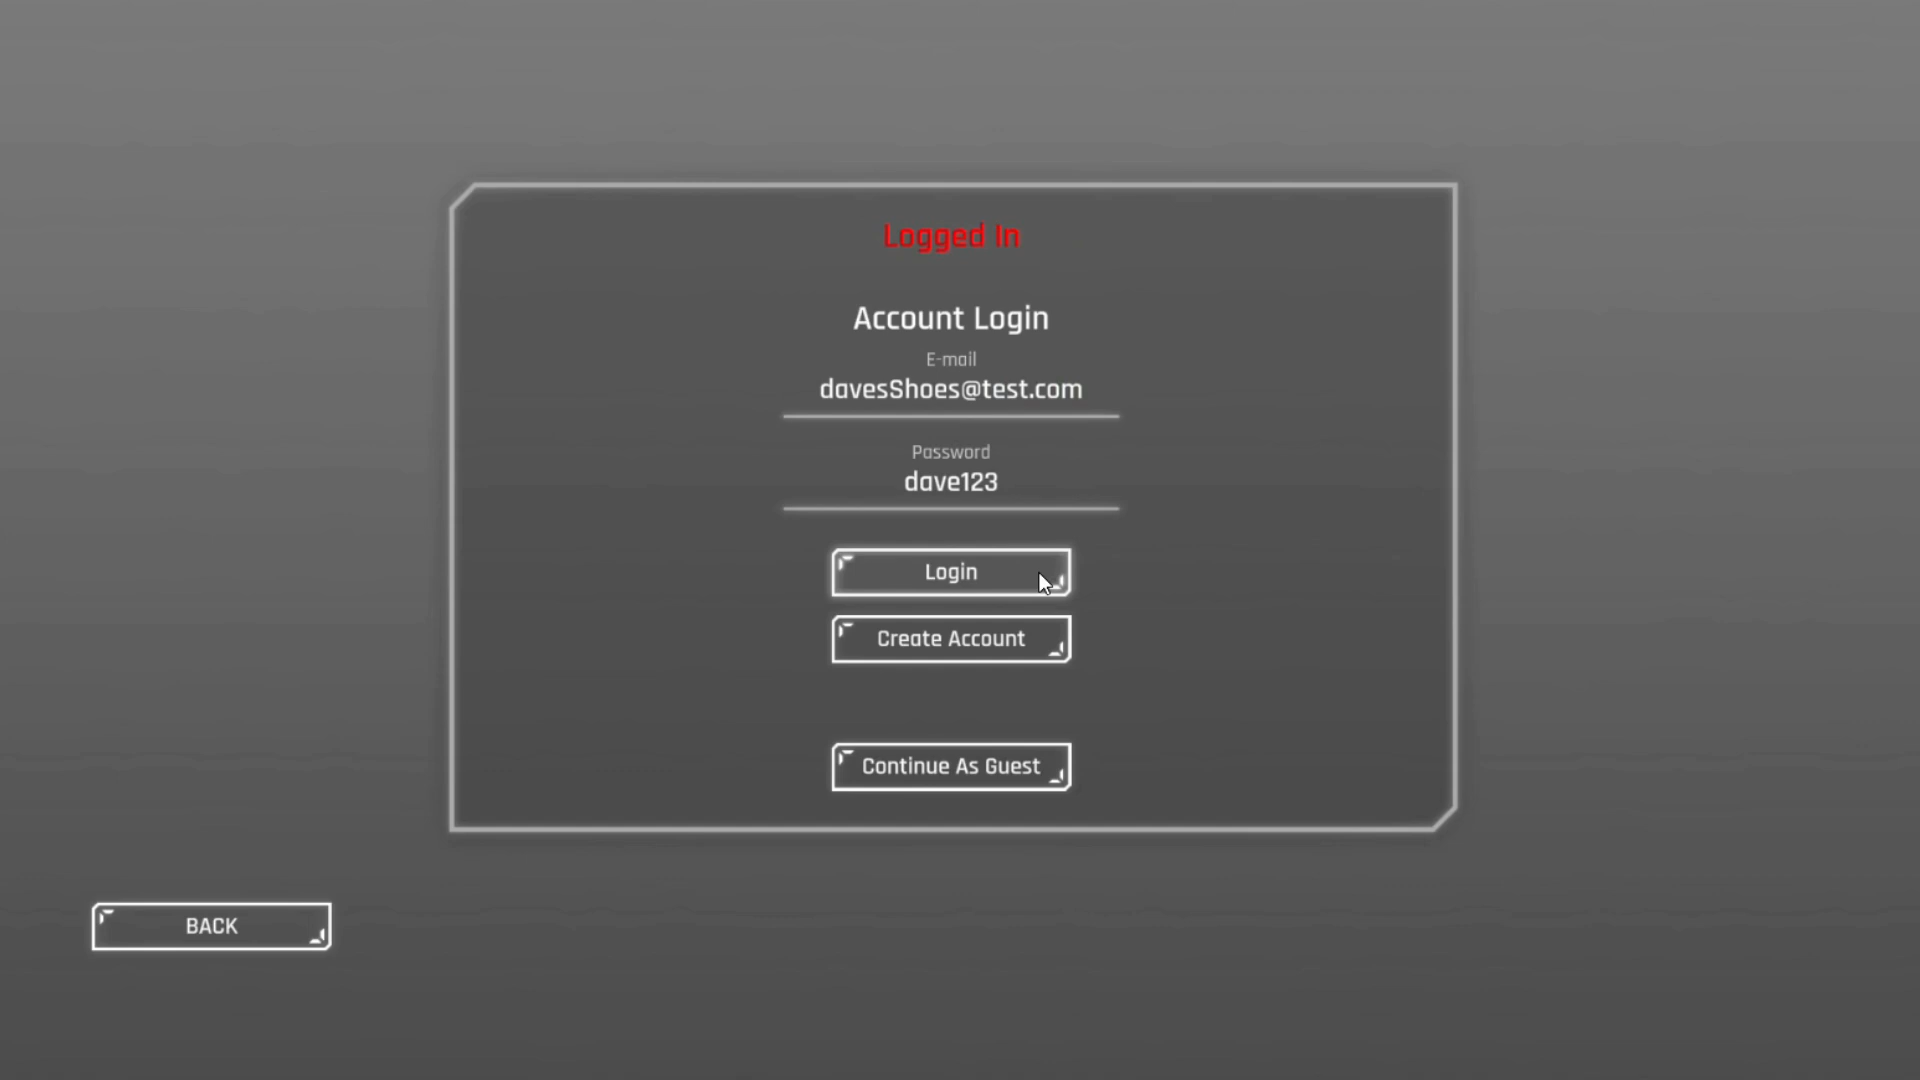 Logged In
Account Login
E-mail
davesShoes@test.com
Password
dave123
Login
Create Account
Continue As Guest
BACK